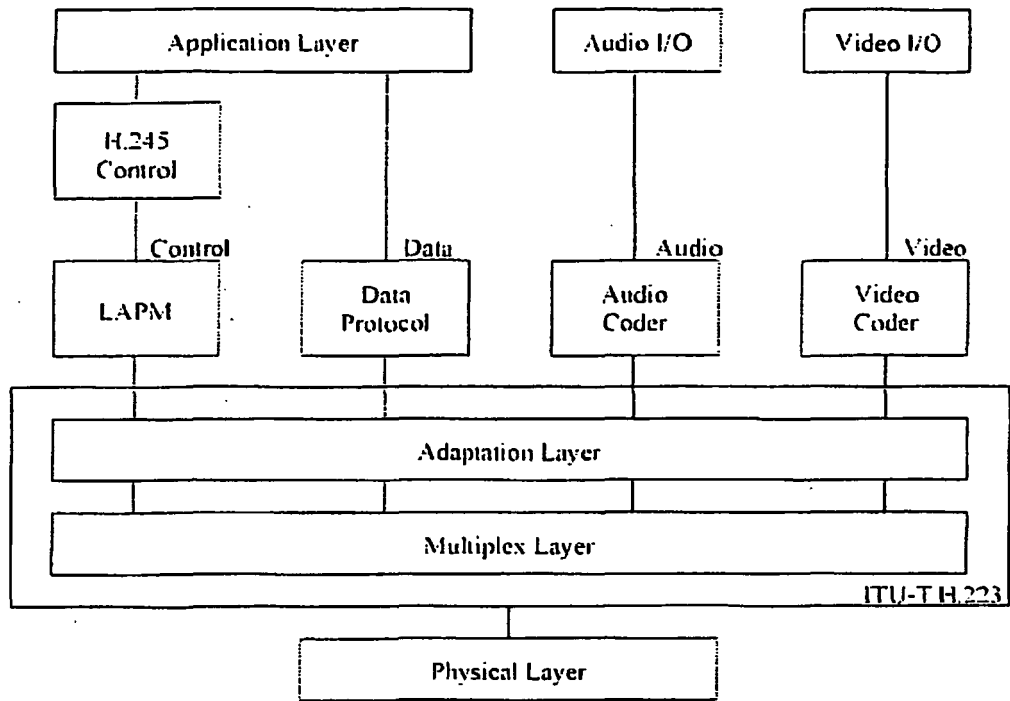 Application Layer
Audio I/O
Video I/O
H.245
Control
Control
Data
Audio
Video
LAPM
Data
Protocol
Audio
Coder
Video
Coder
Adaptation Layer
Multiplex Layer
ITU-T H.223
Physical Layer